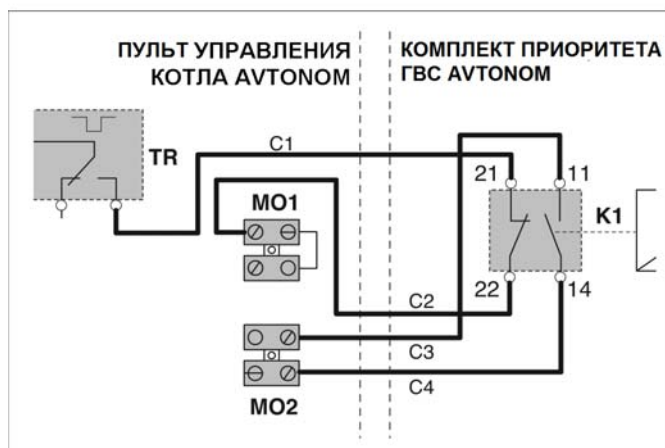 ПУЛЬТ УПРАВЛЕНИЯ
КОТЛА AVTONOM
КОМПЛЕКТ ПРИОРИТЕТА
ГВС AVTONOM
TR
C1
21
11
MO1
K1
C2
22
14
C3
C4
MO2